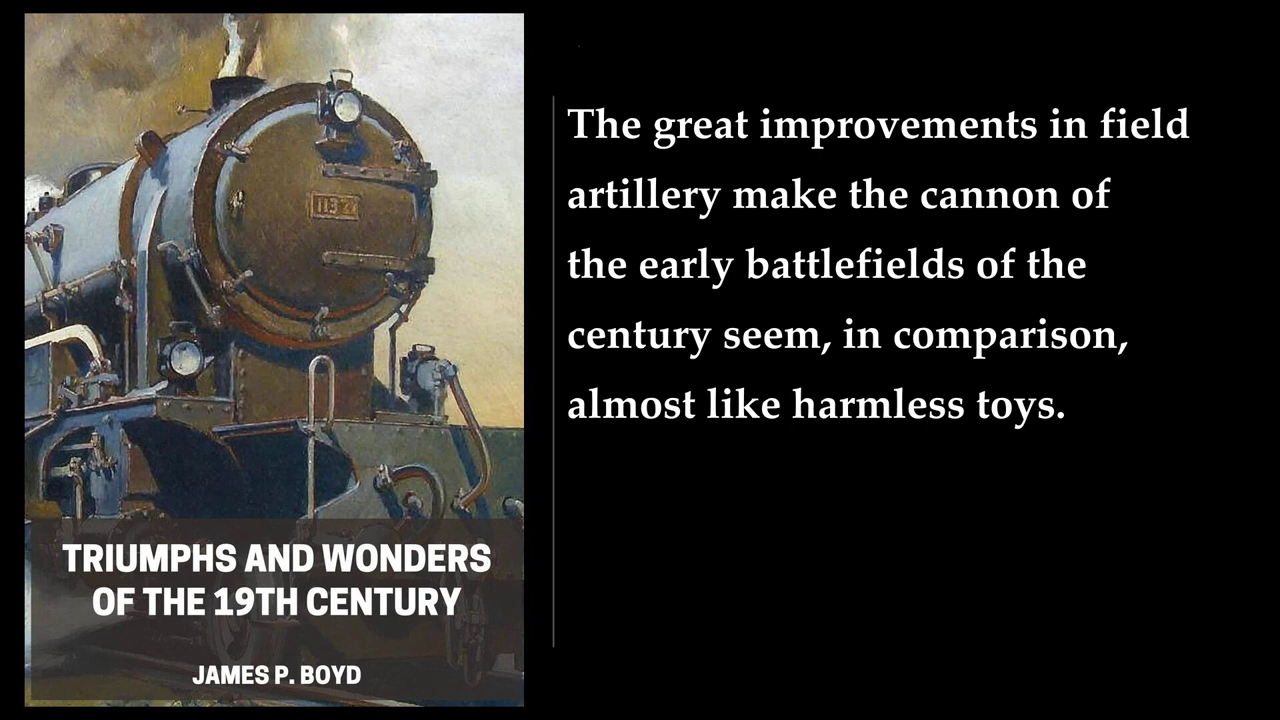 TRIUMPHS AND WONDERS
OF THE 19TH CENTURY
JAMES P. BOYD
The great improvements in field
artillery make the cannon of
the early battlefields of the
century seem, in comparison,
almost like harmless toys.